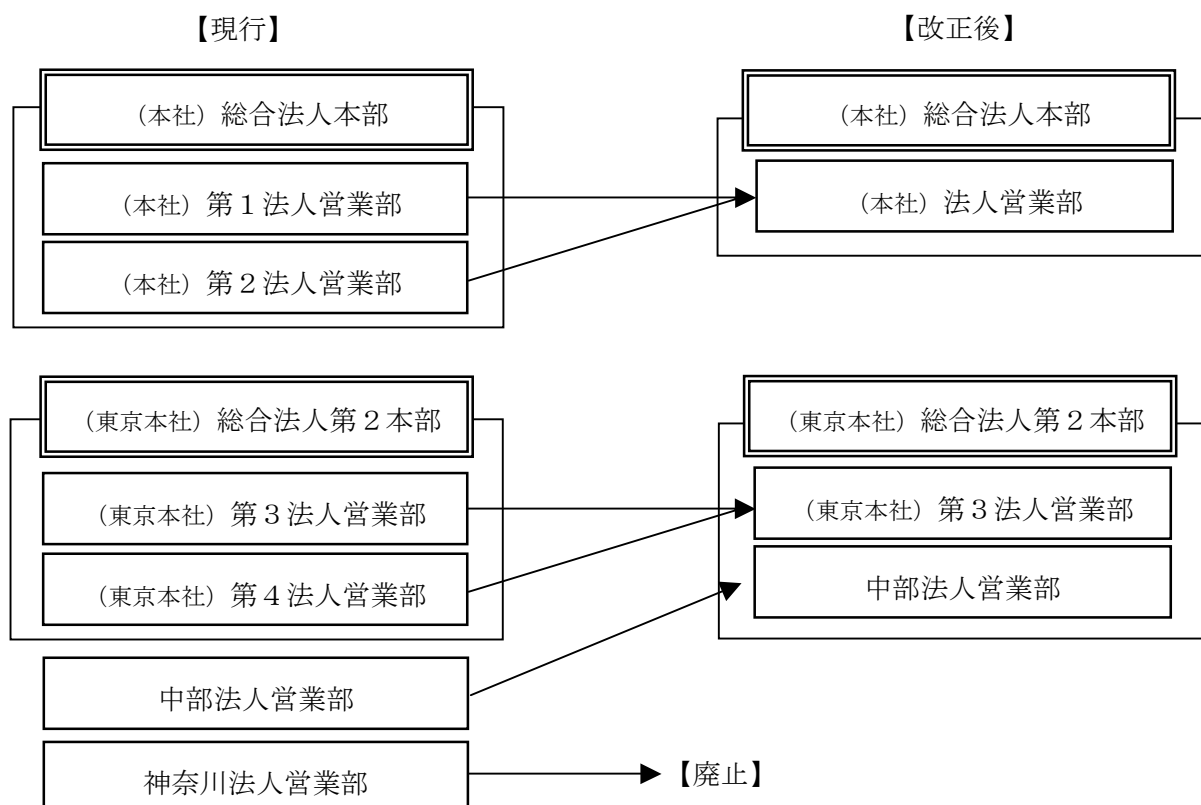 【現行】
【改正後】
（本社）総合法人本部
（本社）総合法人本部
（本社）第１法人営業部
（本社）法人営業部
（本社）第２法人営業部
（東京本社）総合法人第２本部
（東京本社）総合法人第２本部
（東京本社）第３法人営業部
（東京本社）第３法人営業部
（東京本社）第４法人営業部
中部法人営業部
中部法人営業部
神奈川法人営業部
【廃止】